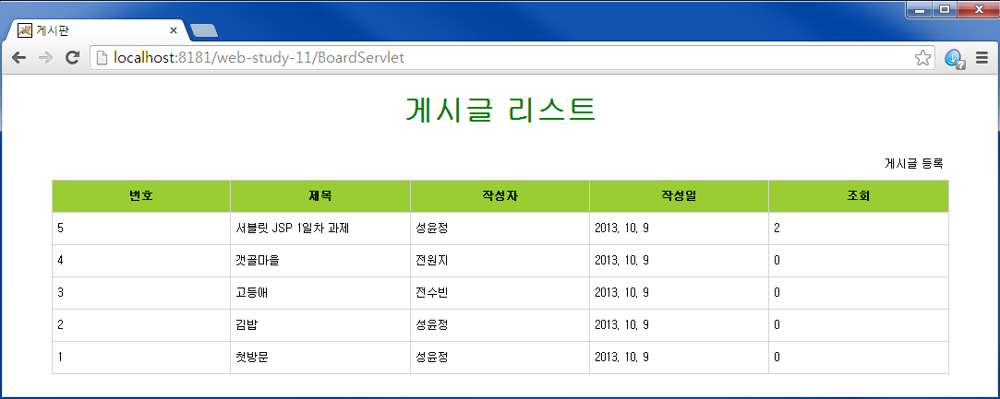 게시판
localhost:8181/web-study-11/BoardServlet
게시글 리스트
게시글 등록
번호 제목 작성자 작성일 조회
5 서블릿 JSP 1일차 과제 성윤정 2013. 10. 9 2
4 갯골마을 전원지 2013. 10. 9 0
3 고등애 전수빈 2013. 10. 9 0
2 김밥 성윤정 2013. 10. 9 0
1 첫방문 성윤정 2013. 10. 9 0